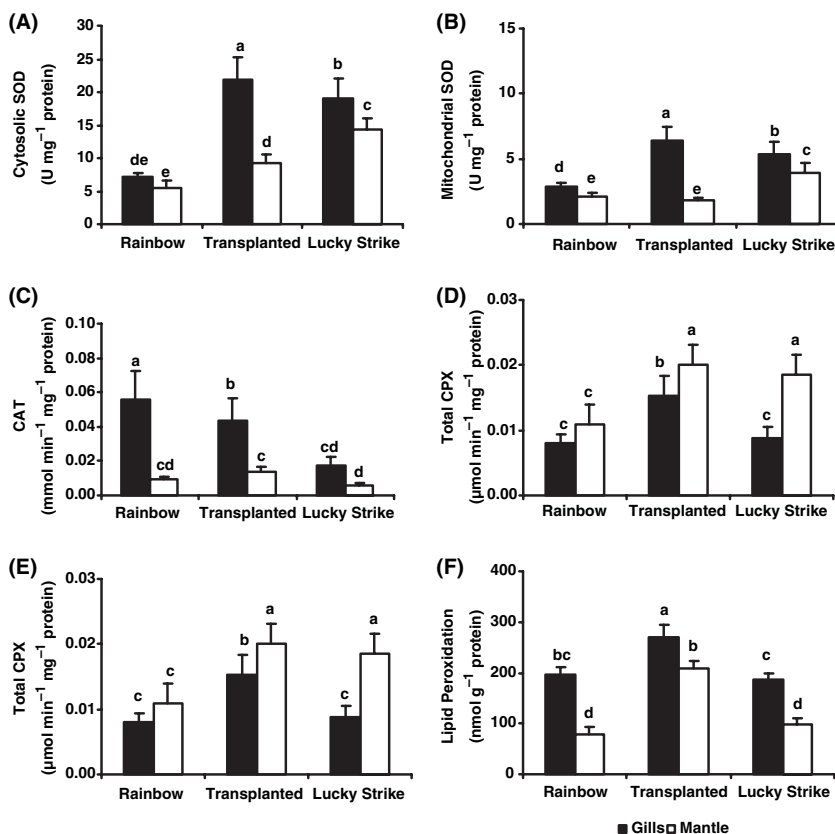 (A)
Cytosolic SOD
(U mg⁻¹ protein)
30
25
20
15
10
5
0
de
e
a
d
b
c
Rainbow Transplanted Lucky Strike
(B)
Mitochondrial SOD
(U mg⁻¹ protein)
15
10
5
0
d
e
a
e
b
c
Rainbow Transplanted Lucky Strike
(C)
CAT
(mmol min⁻¹ mg⁻¹ protein)
0.10
0.08
0.06
0.04
0.02
0.00
a
cd
b
c
cd
d
Rainbow Transplanted Lucky Strike
(D)
Total CPX
(µmol min⁻¹ mg⁻¹ protein)
0.03
0.02
0.01
0.00
c
c
b
a
c
a
Rainbow Transplanted Lucky Strike
(E)
Total CPX
(µmol min⁻¹ mg⁻¹ protein)
0.03
0.02
0.01
0.00
c
c
b
a
c
a
Rainbow Transplanted Lucky Strike
(F)
Lipid Peroxidation
(nmol g⁻¹ protein)
400
300
200
100
0
bc
d
a
b
c
d
Rainbow Transplanted Lucky Strike
Gills Mantle